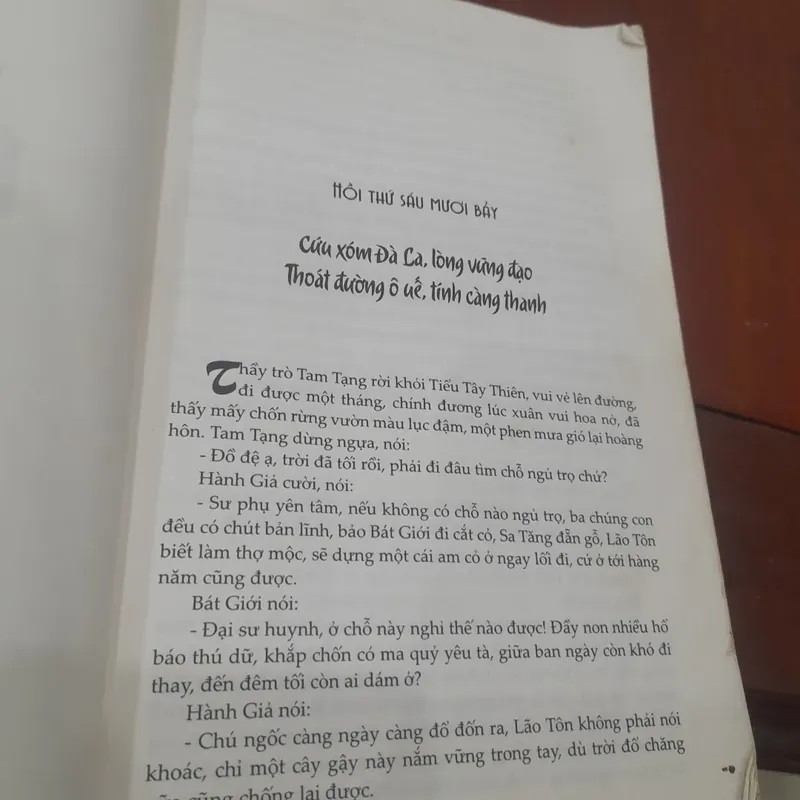 HỒI THỨ SÁU MƯƠI BẢY
Cứu xóm Đà La, lòng vững đạo
Thoát đường ô uế, tính càng thanh
Thầy trò Tam Tạng rời khỏi Tiểu Tây Thiên, vui vẻ lên đường,
đi được một tháng, chính đương lúc xuân vui hoa nở, đã
thấy mấy chốn rừng vườn màu lục đậm, một phen mưa gió lại hoàng
hôn. Tam Tạng dừng ngựa, nói:
- Đồ đệ ạ, trời đã tối rồi, phải đi đâu tìm chỗ ngủ trọ chứ?
Hành Giả cười, nói:
- Sư phụ yên tâm, nếu không có chỗ nào ngủ trọ, ba chúng con
đều có chút bản lĩnh, bảo Bát Giới đi cắt cỏ, Sa Tăng đẵn gỗ, Lão Tôn
biết làm thợ mộc, sẽ dựng một cái am cỏ ở ngay lối đi, cứ ở tới hàng
năm cũng được.
Bát Giới nói:
- Đại sư huynh, ở chỗ này nghỉ thế nào được! Đầy non nhiều hổ
báo thú dữ, khắp chốn có ma quỷ yêu tà, giữa ban ngày còn khó đi
thay, đến đêm tối còn ai dám ở?
Hành Giả nói:
- Chú ngốc càng ngày càng đổ đốn ra, Lão Tôn không phải nói
khoác, chỉ một cây gậy này nắm vững trong tay, dù trời đổ chăng
cũng chống lại được.